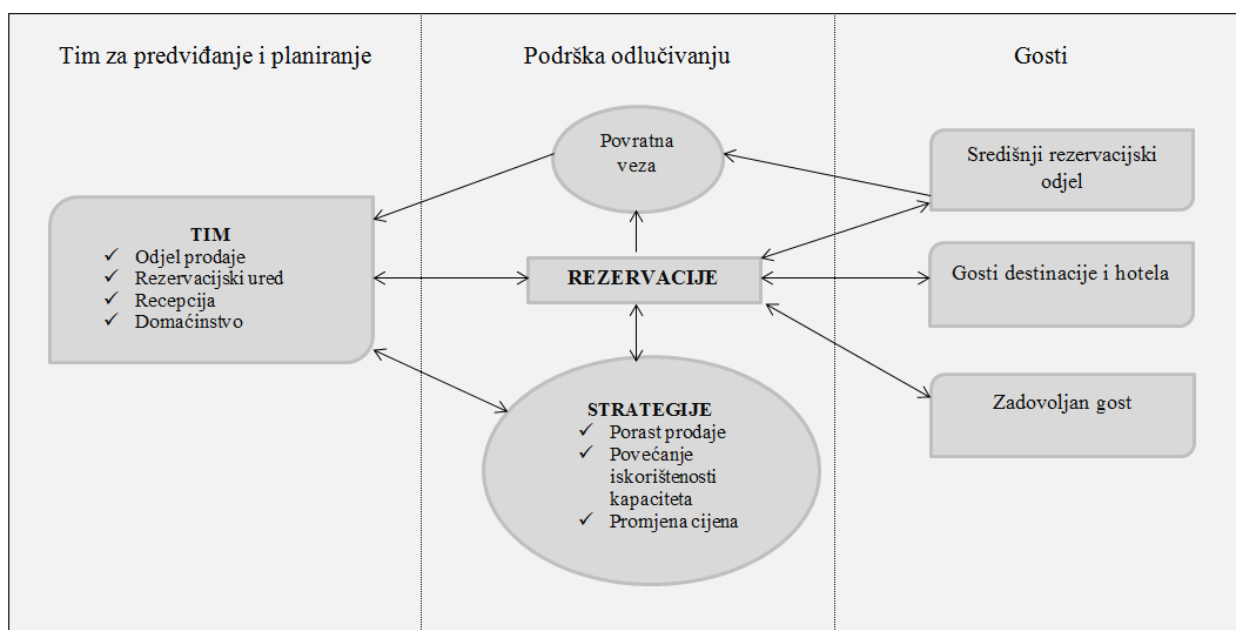 Tim za predviđanje i planiranje
Podrška odlučivanju
Gosti
Povratna
veza
Središnji rezervacijski
odjel
TIM
✓ Odjel prodaje
✓ Rezervacijski ured
✓ Recepcija
✓ Domaćinstvo
REZERVACIJE
Gosti destinacije i hotela
STRATEGIJE
✓ Porast prodaje
✓ Povećanje
iskorištenosti
kapaciteta
✓ Promjena cijena
Zadovoljan gost